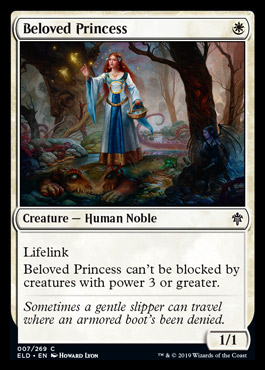 Beloved Princess
Creature — Human Noble
Lifelink
Beloved Princess can't be blocked by
creatures with power 3 or greater.
Sometimes a gentle slipper can travel
where an armored boot's been denied.
1/1
007/269 C
ELD • EN Howard Lyon
™ & © 2019 Wizards of the Coast